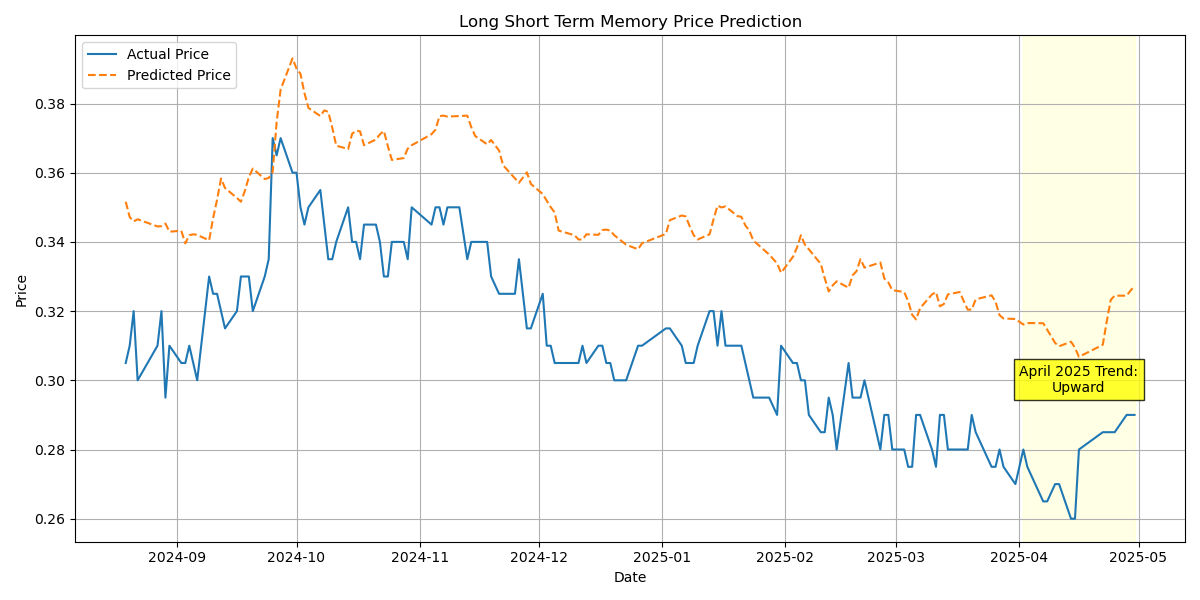 Long Short Term Memory Price Prediction
Actual Price
Predicted Price
Price
0.38
0.36
0.34
0.32
0.30
0.28
0.26
April 2025 Trend:
Upward
2024-09 2024-10 2024-11 2024-12 2025-01 2025-02 2025-03 2025-04 2025-05
Date